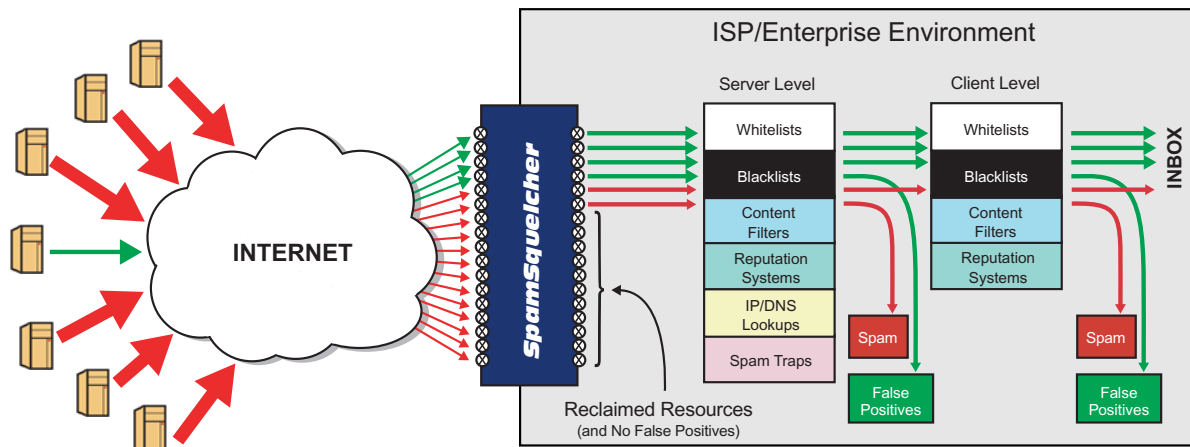 ISP/Enterprise Environment
Server Level
Client Level
INTERNET
SpamSquelcher
Whitelists
Blacklists
Content
Filters
Reputation
Systems
IP/DNS
Lookups
Spam Traps
Whitelists
Blacklists
Content
Filters
Reputation
Systems
INBOX
Spam
False
Positives
Spam
False
Positives
Reclaimed Resources
(and No False Positives)